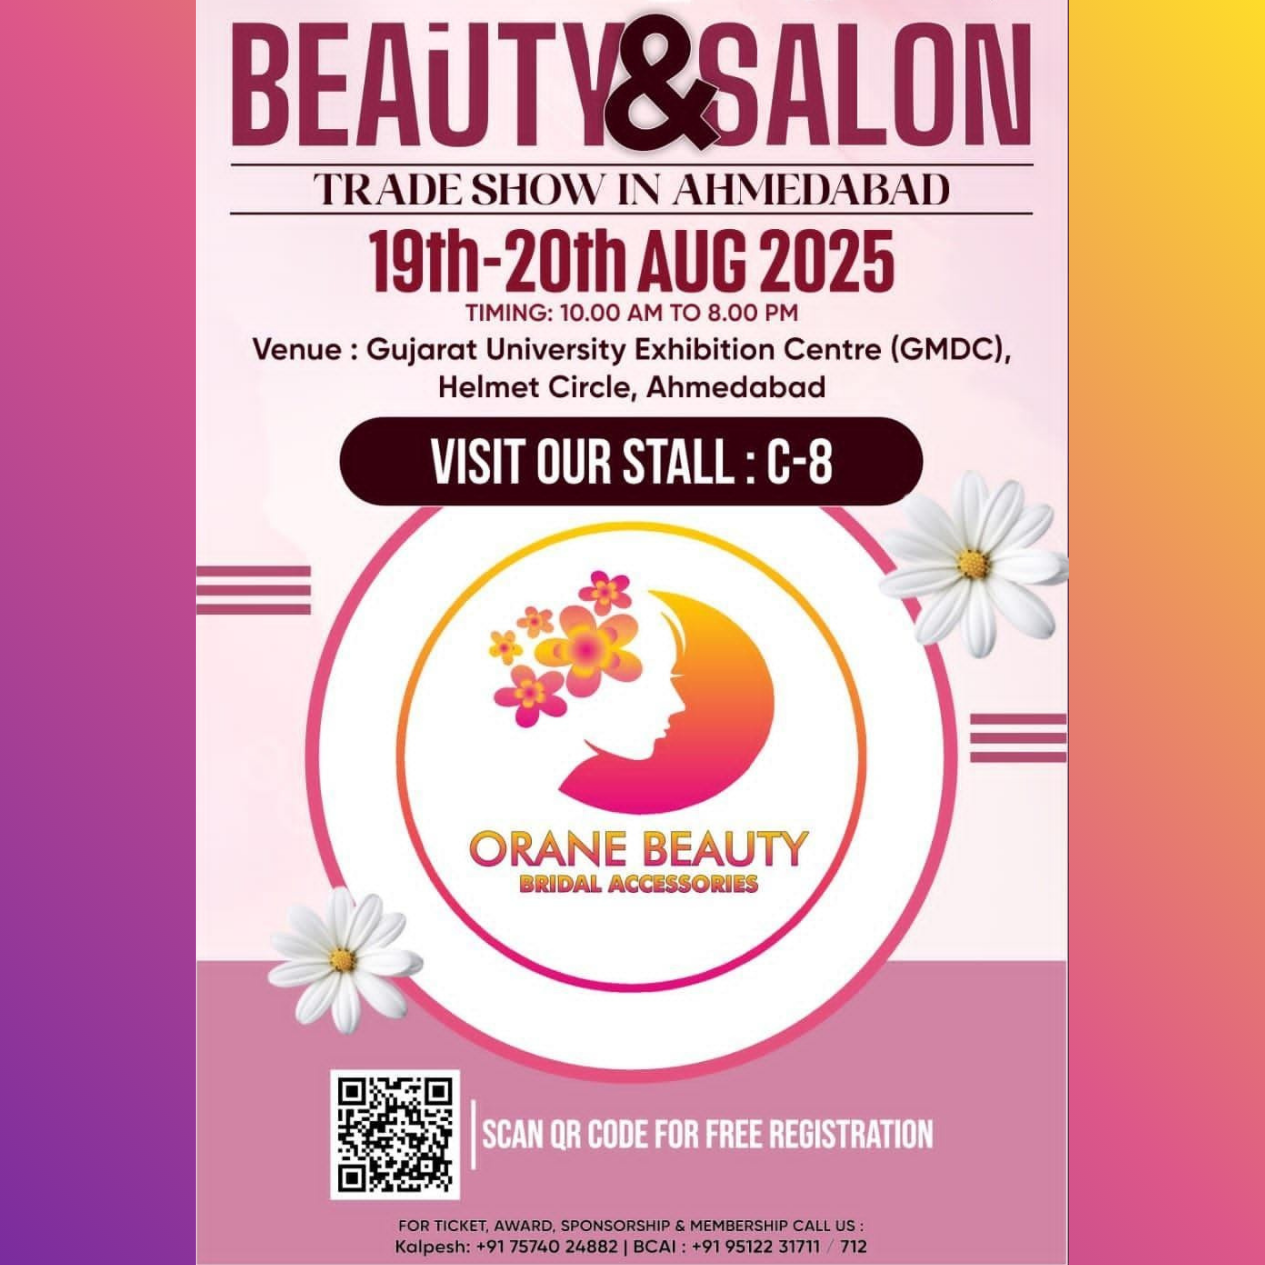 BEAUTY&SALON
TRADE SHOW IN AHMEDABAD
19th-20th AUG 2025
TIMING: 10.00 AM TO 8.00 PM
Venue : Gujarat University Exhibition Centre (GMDC),
Helmet Circle, Ahmedabad
VISIT OUR STALL : C-8
ORANE BEAUTY
BRIDAL ACCESSORIES
SCAN QR CODE FOR FREE REGISTRATION
FOR TICKET, AWARD, SPONSORSHIP & MEMBERSHIP CALL US :
Kalpesh: +91 75740 24882 | BCAI : +91 95122 31711 / 712